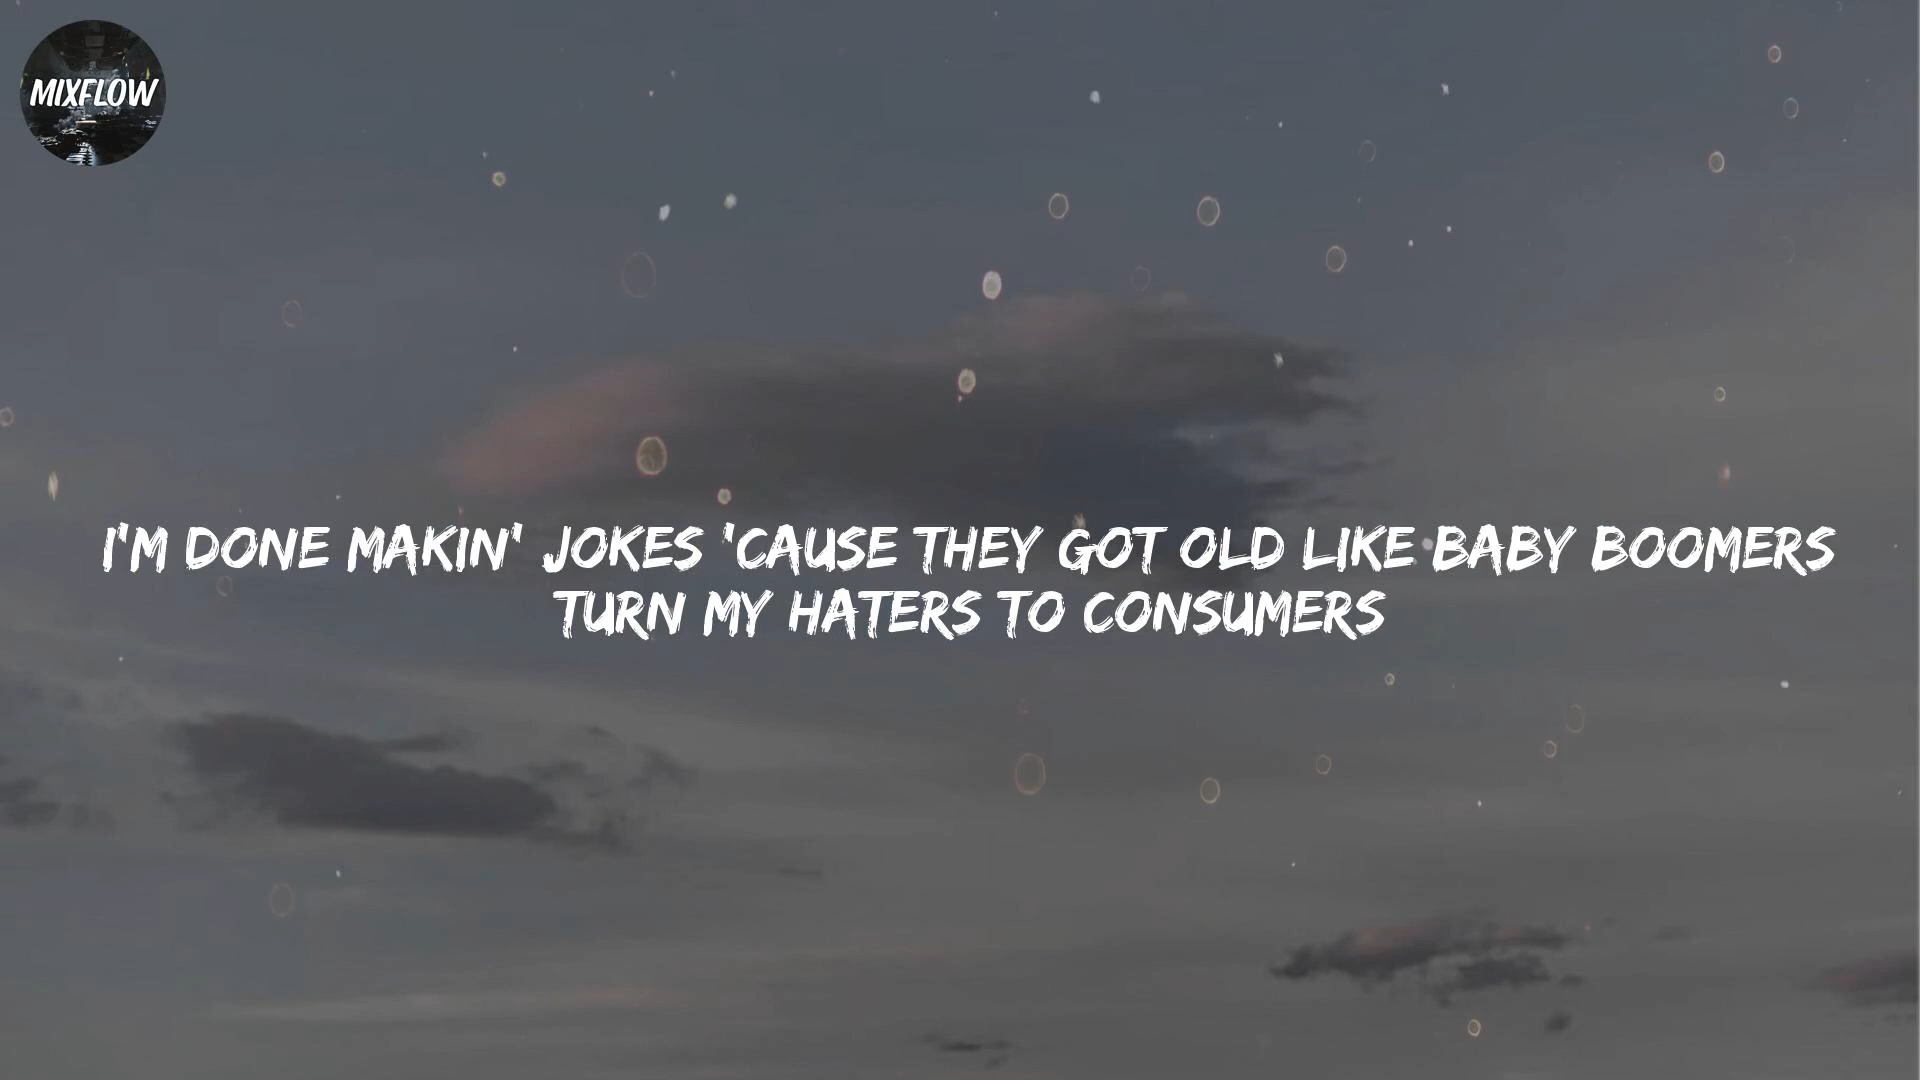 MIXFLOW
I'M DONE MAKIN' JOKES 'CAUSE THEY GOT OLD LIKE BABY BOOMERS
TURN MY HATERS TO CONSUMERS